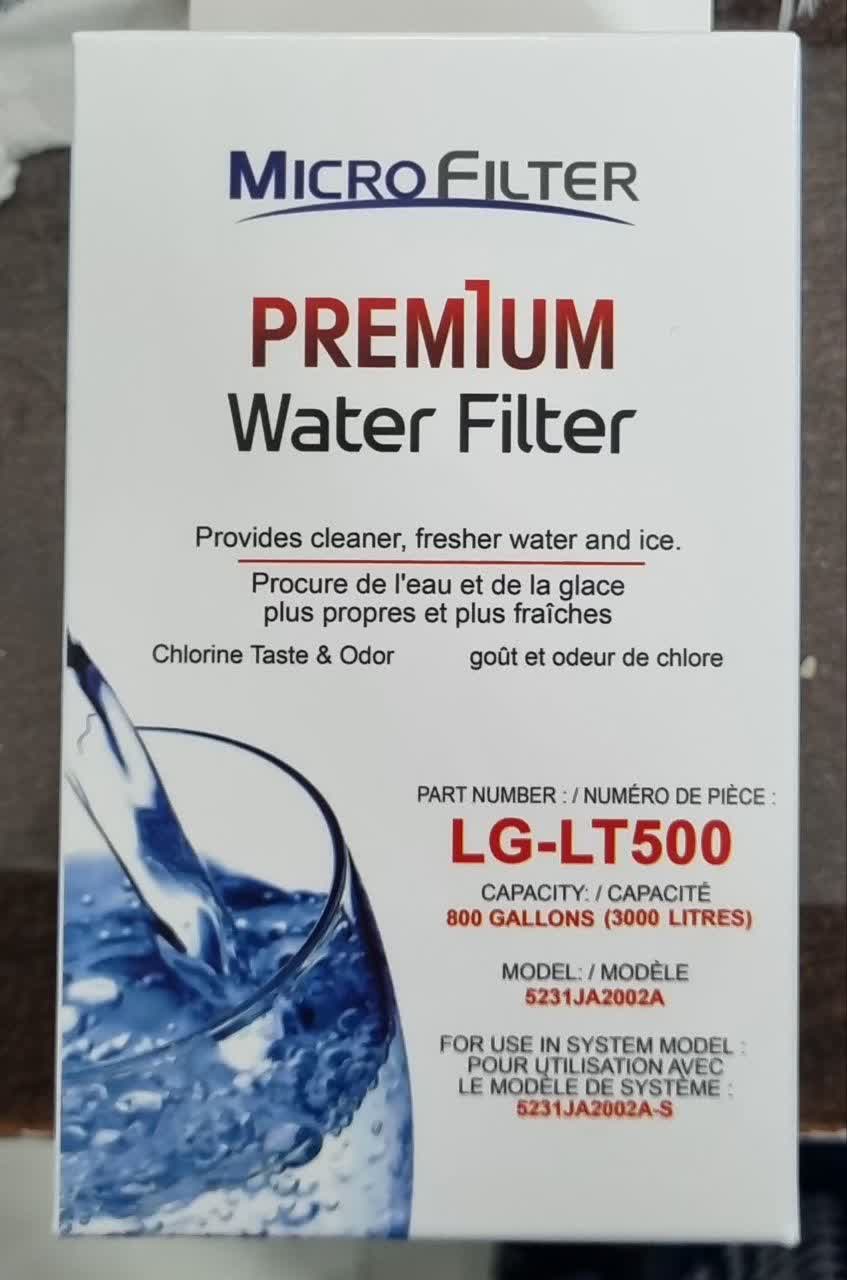 MICROFILTER
PREM1UM
Water Filter
Provides cleaner, fresher water and ice.
Procure de l'eau et de la glace
plus propres et plus fraîches
Chlorine Taste & Odor goût et odeur de chlore
PART NUMBER : / NUMÉRO DE PIÈCE :
LG-LT500
CAPACITY: / CAPACITÉ
800 GALLONS (3000 LITRES)
MODEL: / MODÈLE
5231JA2002A
FOR USE IN SYSTEM MODEL :
POUR UTILISATION AVEC
LE MODÈLE DE SYSTÈME :
5231JA2002A-S